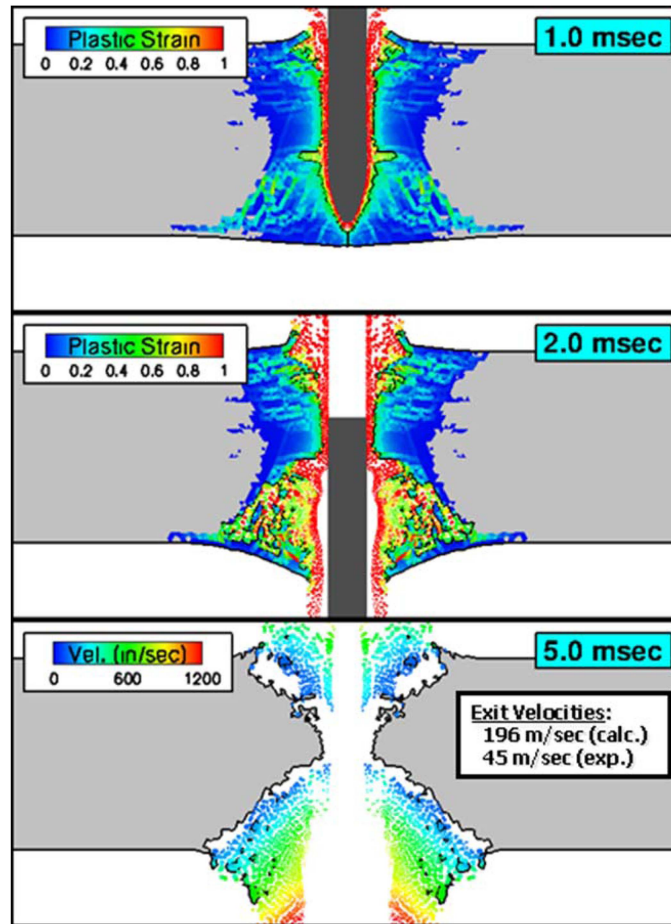 Plastic Strain
0 0.2 0.4 0.6 0.8 1
1.0 msec
Plastic Strain
0 0.2 0.4 0.6 0.8 1
2.0 msec
Vel. (in/sec)
0 600 1200
5.0 msec
Exit Velocities:
196 m/sec (calc.)
45 m/sec (exp.)